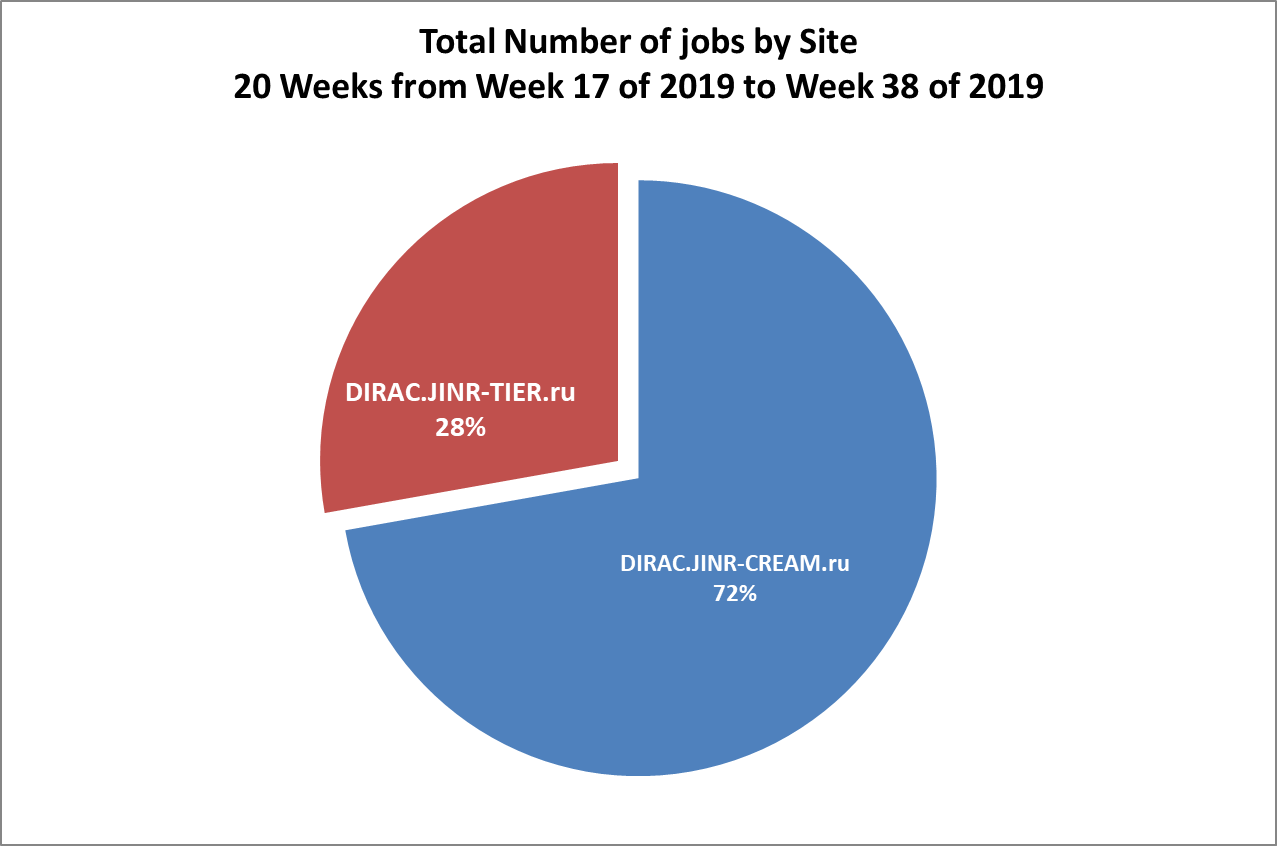 Total Number of jobs by Site
20 Weeks from Week 17 of 2019 to Week 38 of 2019
DIRAC.JINR-TIER.ru
28%
DIRAC.JINR-CREAM.ru
72%